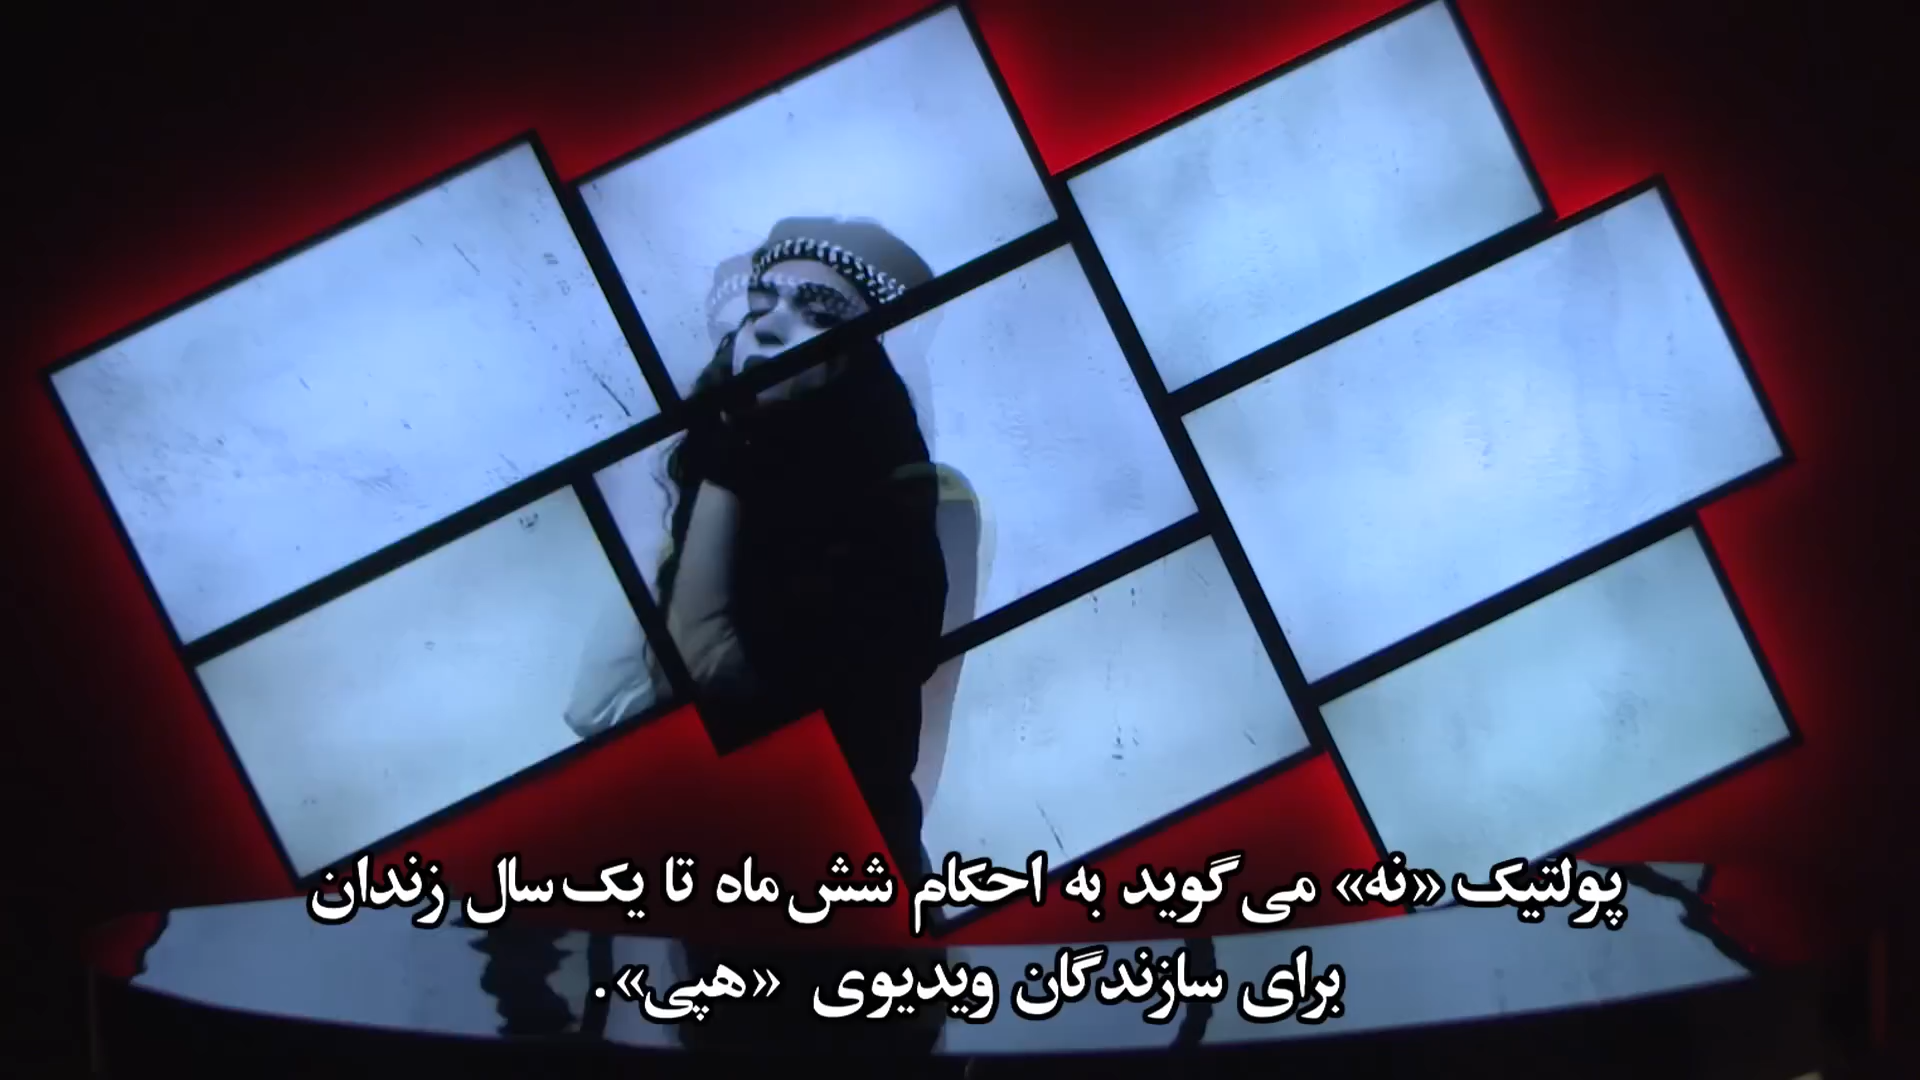 پولتیک «نه» می‌گوید به احکام شش‌ماه تا یک‌سال زندان
برای سازندگان ویدیوی «هپی».